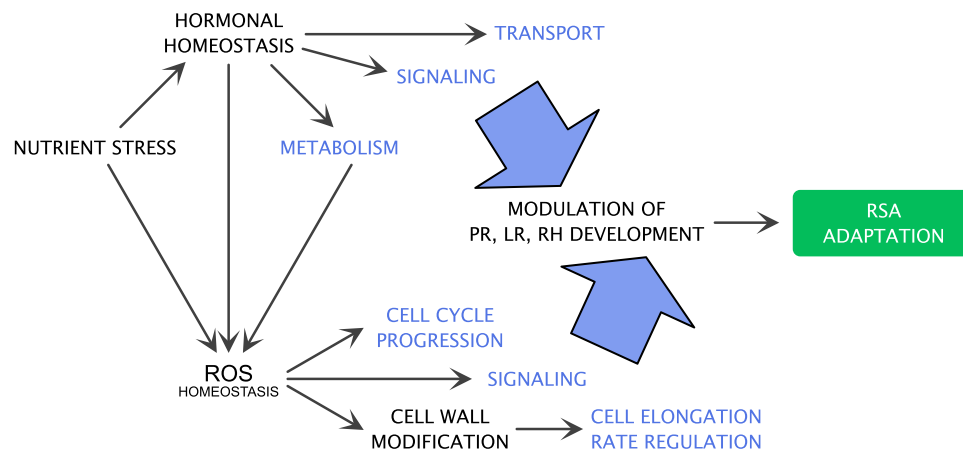 HORMONAL
HOMEOSTASIS
TRANSPORT
SIGNALING
NUTRIENT STRESS
METABOLISM
MODULATION OF
PR, LR, RH DEVELOPMENT
RSA
ADAPTATION
CELL CYCLE
PROGRESSION
ROS
HOMEOSTASIS
SIGNALING
CELL WALL
MODIFICATION
CELL ELONGATION
RATE REGULATION